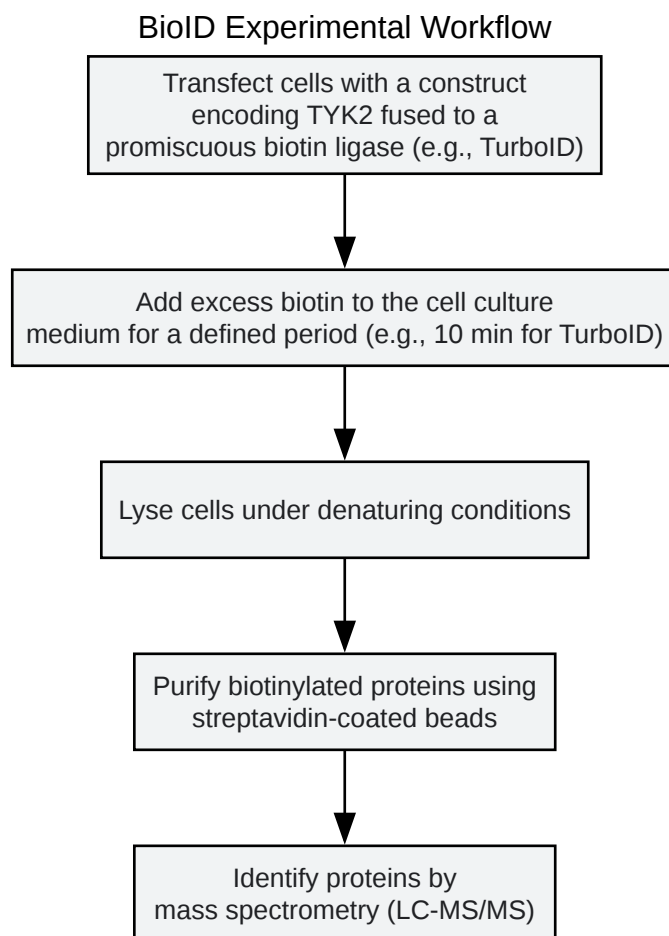 BioID Experimental Workflow
Transfect cells with a construct
encoding TYK2 fused to a
promiscuous biotin ligase (e.g., TurboID)
Add excess biotin to the cell culture
medium for a defined period (e.g., 10 min for TurboID)
Lyse cells under denaturing conditions
Purify biotinylated proteins using
streptavidin-coated beads
Identify proteins by
mass spectrometry (LC-MS/MS)